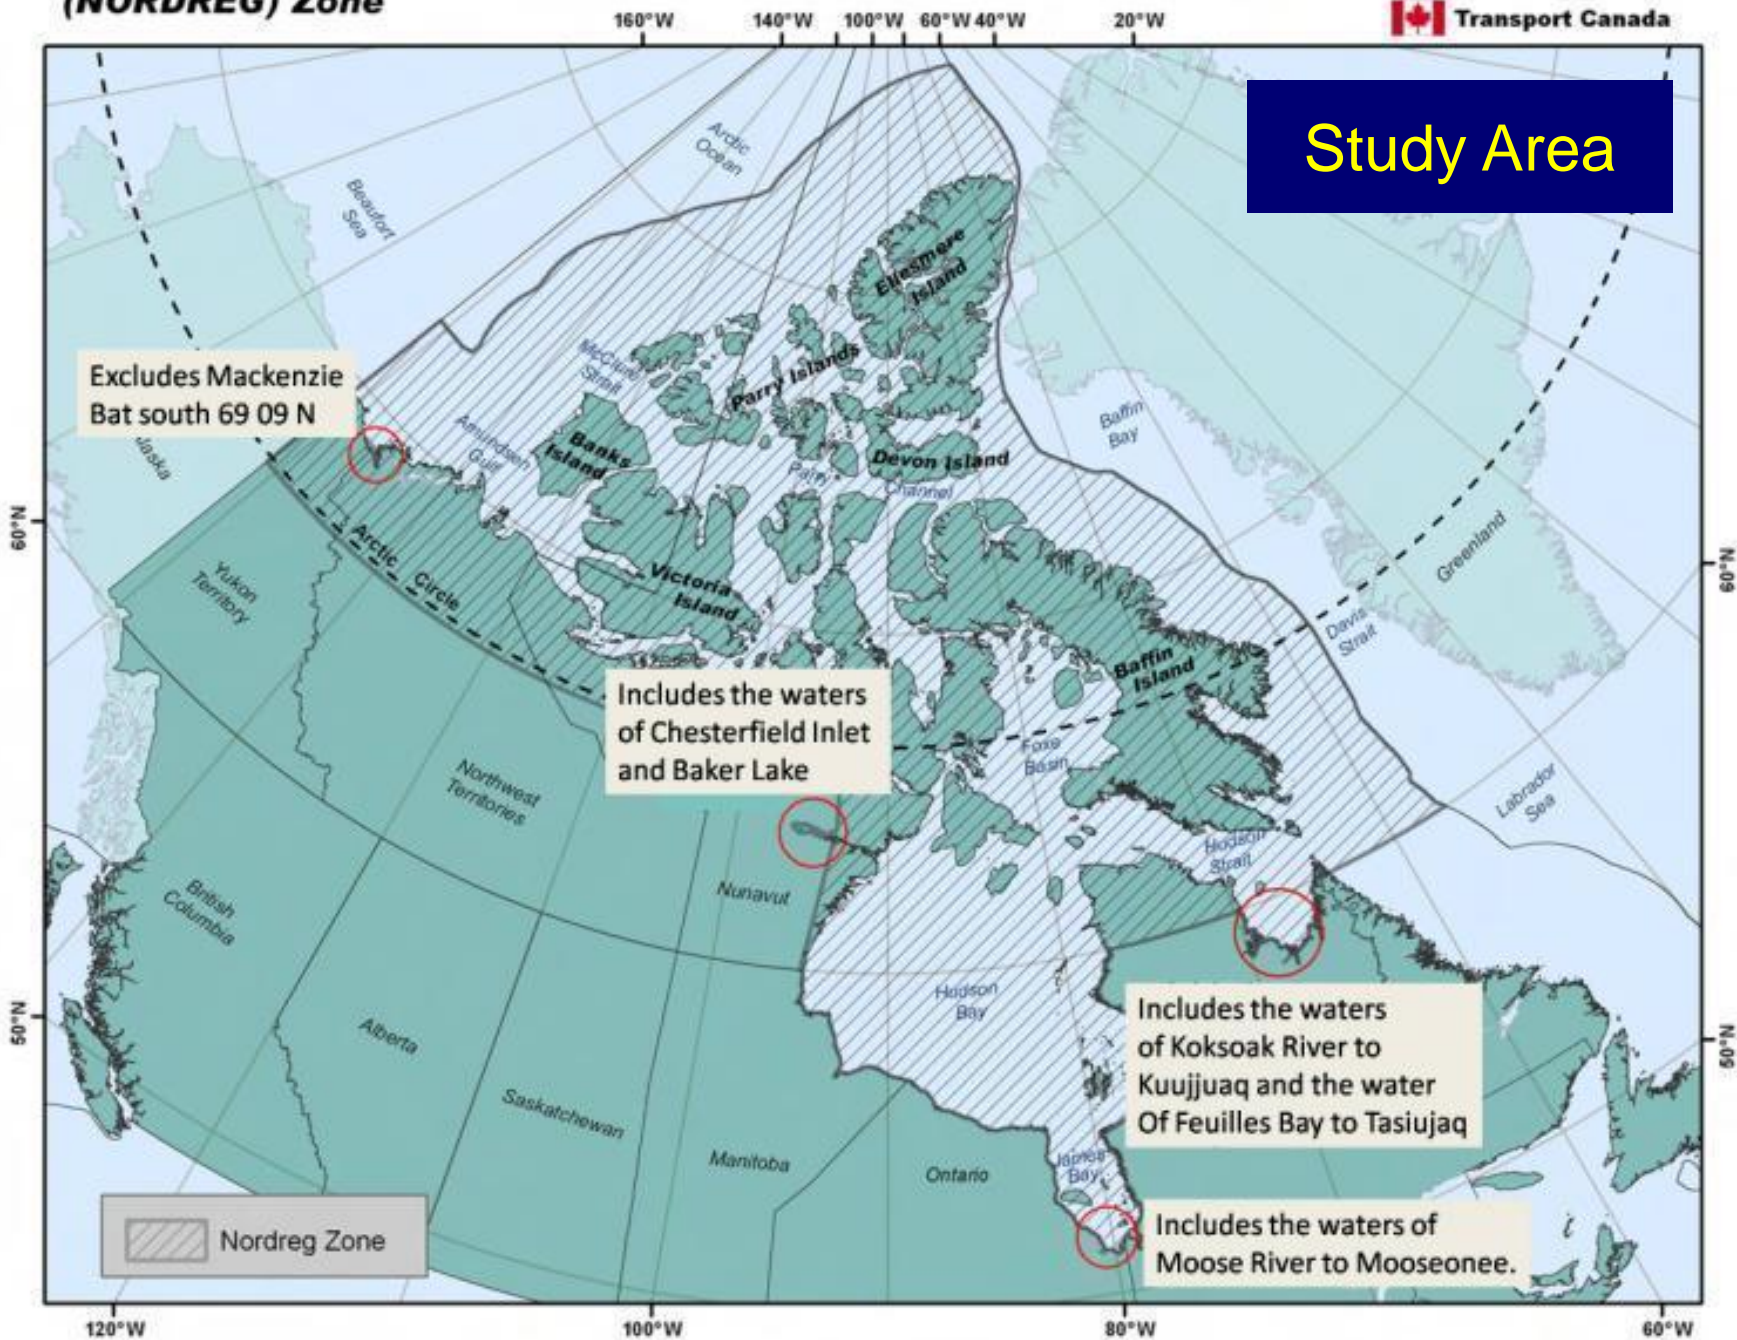 (NORDREG) Zone
160°W
140°W
100°W
60°W
40°W
20°W
Transport Canada
Study Area
Arctic
Ocean
Beaufort
Sea
Ellesmere
Island
McClure
Strait
Parry Islands
Excludes Mackenzie
Bat south 69 09 N
laska
Amundsen
Gulf
Banks
Island
Baffin
Bay
Devon Island
Parry
Channel
60°N
Greenland
60°N
Arctic Circle
Yukon
Territory
Victoria
Island
Davis
Strait
Baffin
Island
Includes the waters
of Chesterfield Inlet
and Baker Lake
Foxe
Basin
Northwest
Territories
Labrador
Sea
Hudson
Strait
Nunavut
British
Columbia
Hudson
Bay
50°N
Alberta
Includes the waters
of Koksoak River to
Kuujjuaq and the water
Of Feuilles Bay to Tasiujaq
50°N
Saskatchewan
Manitoba
Ontario
James
Bay
Nordreg Zone
Includes the waters of
Moose River to Mooseonee.
120°W
100°W
80°W
60°W